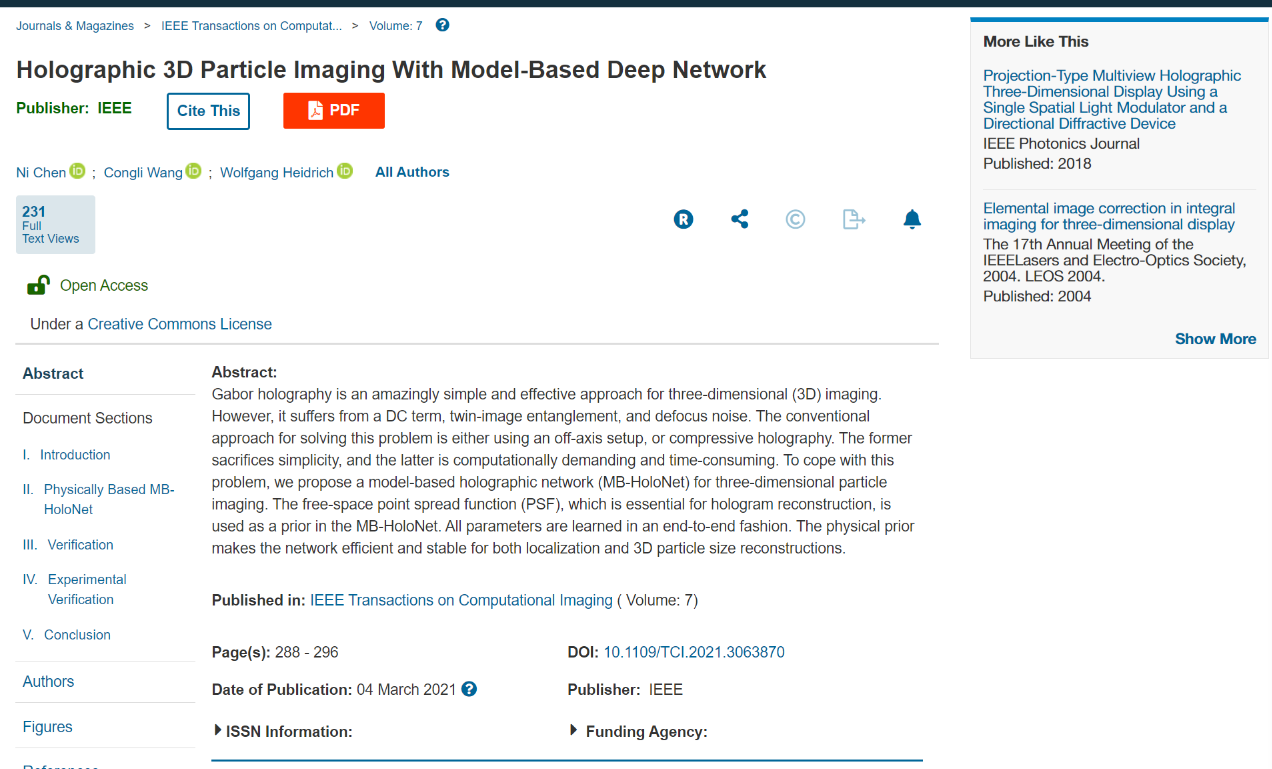 Journals & Magazines > IEEE Transactions on Computat... > Volume: 7 ?
Holographic 3D Particle Imaging With Model-Based Deep Network
Publisher: IEEE
Cite This
PDF
Ni Chen iD ; Congli Wang iD ; Wolfgang Heidrich iD All Authors
231
Full
Text Views
R
©
Open Access
Under a Creative Commons License
Abstract
Document Sections
I. Introduction
II. Physically Based MB-
HoloNet
III. Verification
IV. Experimental
Verification
V. Conclusion
Authors
Figures
References
Abstract:
Gabor holography is an amazingly simple and effective approach for three-dimensional (3D) imaging.
However, it suffers from a DC term, twin-image entanglement, and defocus noise. The conventional
approach for solving this problem is either using an off-axis setup, or compressive holography. The former
sacrifices simplicity, and the latter is computationally demanding and time-consuming. To cope with this
problem, we propose a model-based holographic network (MB-HoloNet) for three-dimensional particle
imaging. The free-space point spread function (PSF), which is essential for hologram reconstruction, is
used as a prior in the MB-HoloNet. All parameters are learned in an end-to-end fashion. The physical prior
makes the network efficient and stable for both localization and 3D particle size reconstructions.
Published in: IEEE Transactions on Computational Imaging ( Volume: 7)
Page(s): 288 - 296
DOI: 10.1109/TCI.2021.3063870
Date of Publication: 04 March 2021 ?
Publisher: IEEE
ISSN Information:
Funding Agency:
More Like This
Projection-Type Multiview Holographic
Three-Dimensional Display Using a
Single Spatial Light Modulator and a
Directional Diffractive Device
IEEE Photonics Journal
Published: 2018
Elemental image correction in integral
imaging for three-dimensional display
The 17th Annual Meeting of the
IEEELasers and Electro-Optics Society,
2004. LEOS 2004.
Published: 2004
Show More